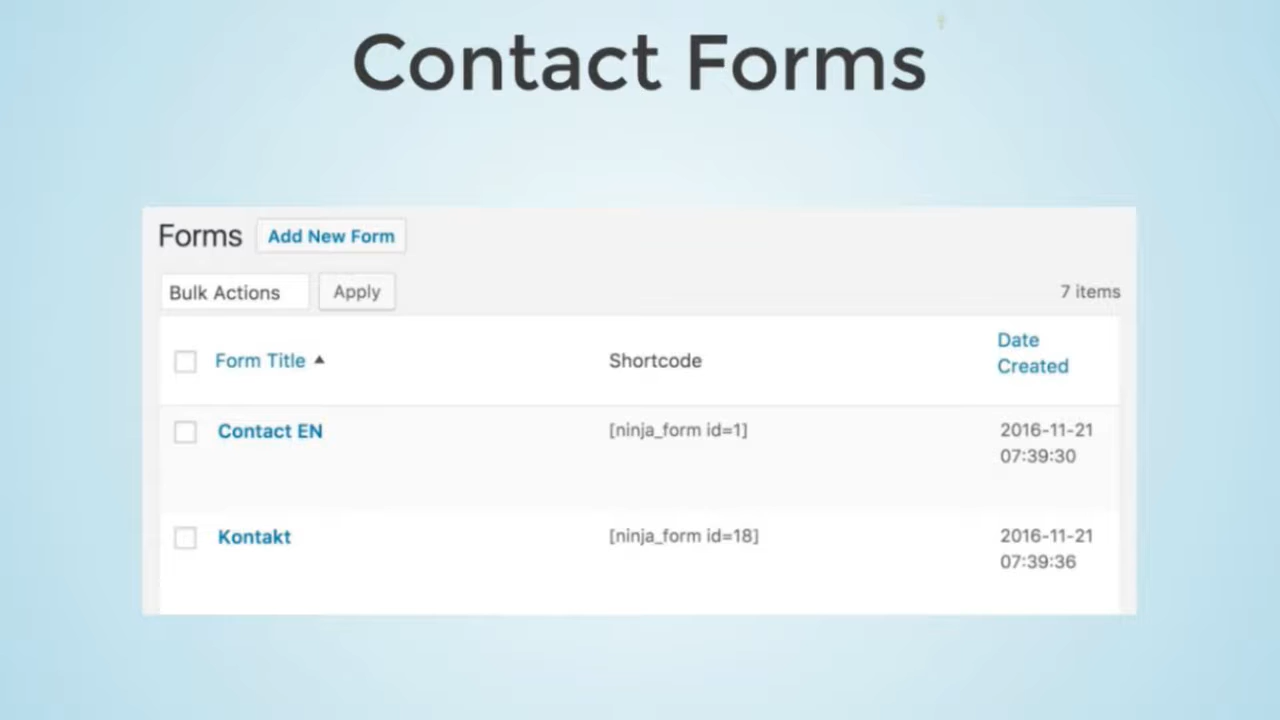 Contact Forms
Forms Add New Form
Bulk Actions Apply 7 items
Form Title ▲ Shortcode Date Created
Contact EN [ninja_form id=1] 2016-11-21
07:39:30
Kontakt [ninja_form id=18] 2016-11-21
07:39:36